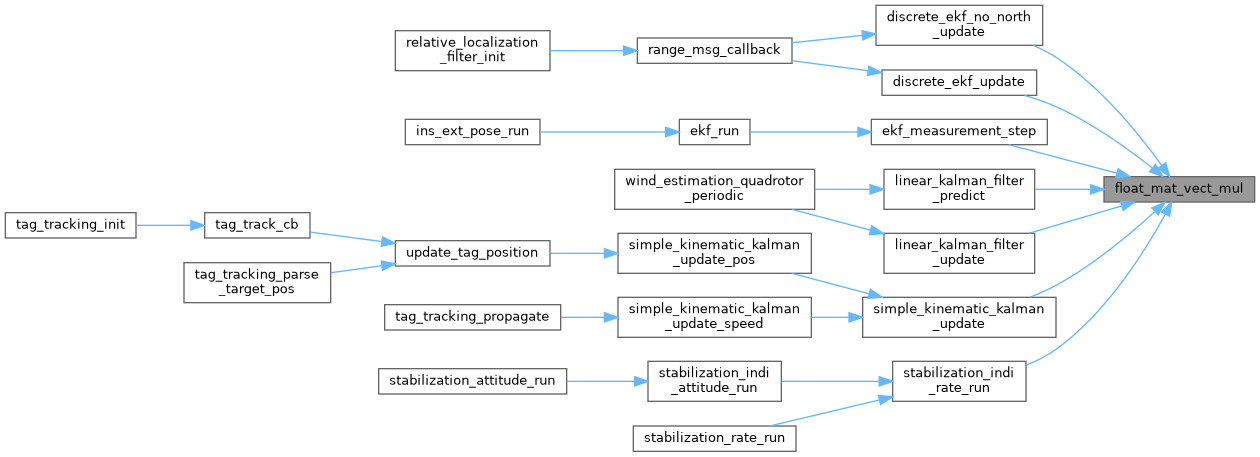 discrete_ekf_no_north
_update
relative_localization
_filter_init
range_msg_callback
discrete_ekf_update
ins_ext_pose_run
ekf_run
ekf_measurement_step
wind_estimation_quadrotor
_periodic
linear_kalman_filter
_predict
float_mat_vect_mul
tag_tracking_init
tag_track_cb
update_tag_position
simple_kinematic_kalman
_update_pos
linear_kalman_filter
_update
tag_tracking_parse
_target_pos
tag_tracking_propagate
simple_kinematic_kalman
_update_speed
simple_kinematic_kalman
_update
stabilization_attitude_run
stabilization_indi
_attitude_run
stabilization_indi
_rate_run
stabilization_rate_run